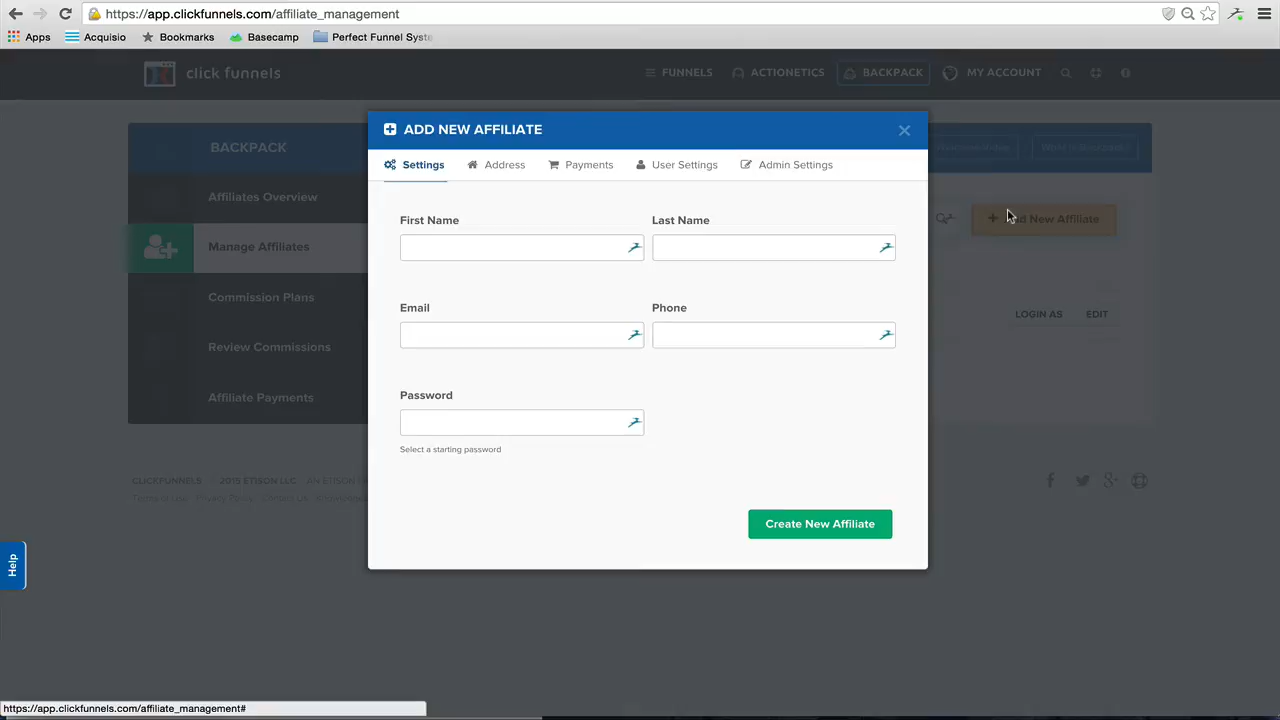 https://app.clickfunnels.com/affiliate_management
Apps Acquisio Bookmarks Basecamp Perfect Funnel Syste
click funnels
FUNNELS ACTIONETICS BACKPACK MY ACCOUNT
ADD NEW AFFILIATE
BACKPACK
Settings Address Payments User Settings Admin Settings
Affiliates Overview
First Name Last Name
Add New Affiliate
Manage Affiliates
Commission Plans
Email Phone
LOGIN AS EDIT
Review Commissions
Affiliate Payments
Password
Select a starting password
CLICKFUNNELS © 2015 ETISON LLC
Terms of Use Privacy Policy Contact Us
Create New Affiliate
Help
https://app.clickfunnels.com/affiliate_management#